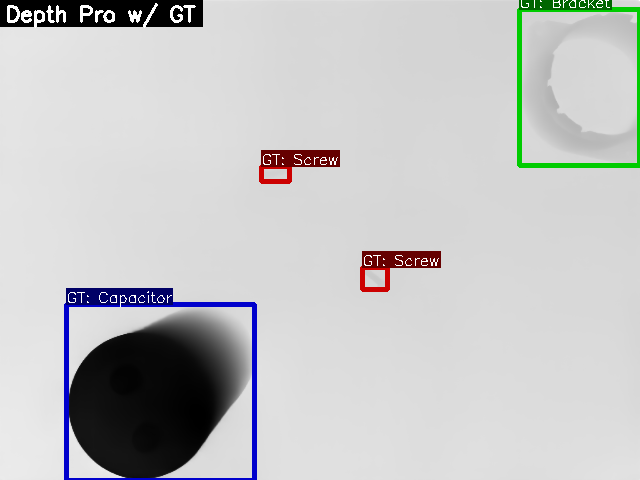 Depth Pro w/ GT
GT: Bracket
GT: Screw
GT: Screw
GT: Capacitor